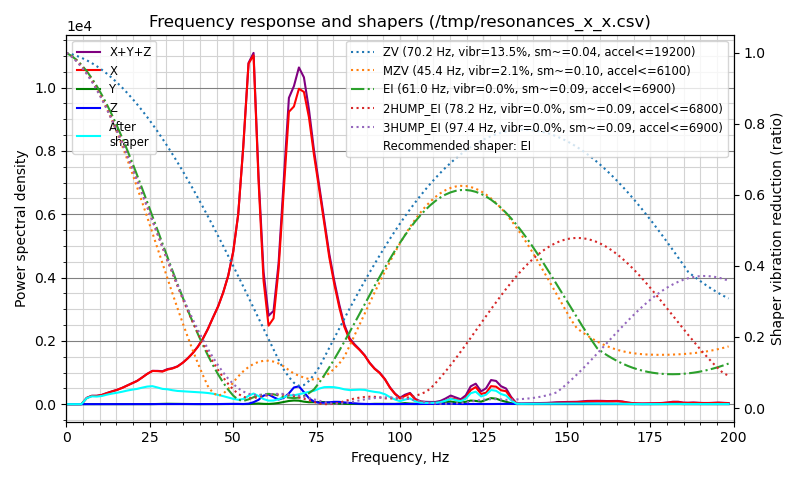 Frequency response and shapers (/tmp/resonances_x_x.csv)
1e4
X+Y+Z
X
Y
Z
After
shaper
ZV (70.2 Hz, vibr=13.5%, sm~=0.04, accel<=19200)
MZV (45.4 Hz, vibr=2.1%, sm~=0.10, accel<=6100)
EI (61.0 Hz, vibr=0.0%, sm~=0.09, accel<=6900)
2HUMP_EI (78.2 Hz, vibr=0.0%, sm~=0.09, accel<=6800)
3HUMP_EI (97.4 Hz, vibr=0.0%, sm~=0.09, accel<=6900)
Recommended shaper: EI
Power spectral density
1.0
0.8
0.6
0.4
0.2
0.0
Shaper vibration reduction (ratio)
1.0
0.8
0.6
0.4
0.2
0.0
0 25 50 75 100 125 150 175 200
Frequency, Hz